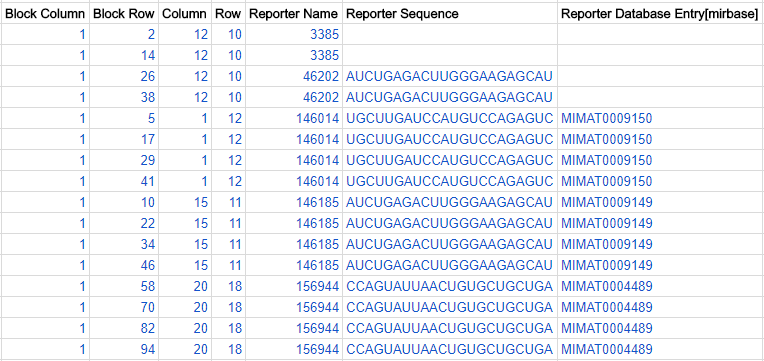 Block Column Block Row Column Row Reporter Name Reporter Sequence Reporter Database Entry[mirbase]
1 2 12 10 3385
1 14 12 10 3385
1 26 12 10 46202 AUCUGAGACUUGGGAAGAGCAU
1 38 12 10 46202 AUCUGAGACUUGGGAAGAGCAU
1 5 1 12 146014 UGCUUGAUCCAUGUCCAGAGUC MIMAT0009150
1 17 1 12 146014 UGCUUGAUCCAUGUCCAGAGUC MIMAT0009150
1 29 1 12 146014 UGCUUGAUCCAUGUCCAGAGUC MIMAT0009150
1 41 1 12 146014 UGCUUGAUCCAUGUCCAGAGUC MIMAT0009150
1 10 15 11 146185 AUCUGAGACUUGGGAAGAGCAU MIMAT0009149
1 22 15 11 146185 AUCUGAGACUUGGGAAGAGCAU MIMAT0009149
1 34 15 11 146185 AUCUGAGACUUGGGAAGAGCAU MIMAT0009149
1 46 15 11 146185 AUCUGAGACUUGGGAAGAGCAU MIMAT0009149
1 58 20 18 156944 CCAGUAUUAACUGUGCUGCUGA MIMAT0004489
1 70 20 18 156944 CCAGUAUUAACUGUGCUGCUGA MIMAT0004489
1 82 20 18 156944 CCAGUAUUAACUGUGCUGCUGA MIMAT0004489
1 94 20 18 156944 CCAGUAUUAACUGUGCUGCUGA MIMAT0004489